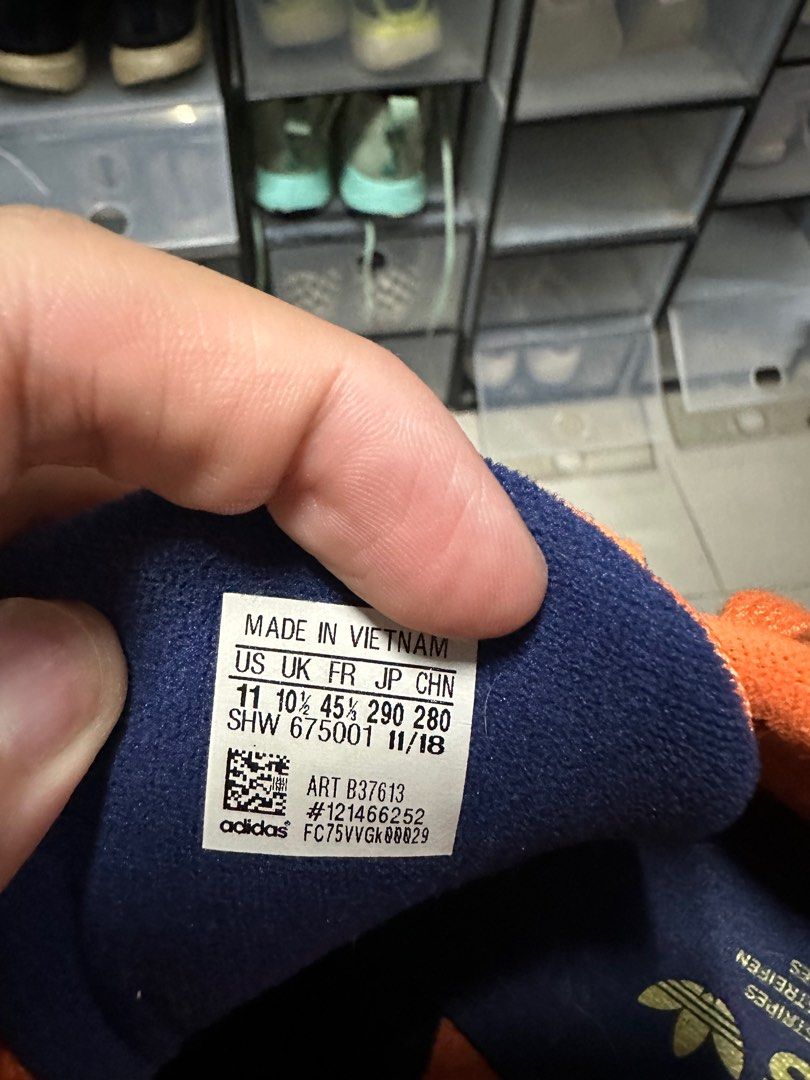 MADE IN VIETNAM
US UK FR JP CHN
11 10½ 45⅓ 290 280
SHW 675001 11/18
ART B37613
#121466252
adidas® FC75VVGk00029